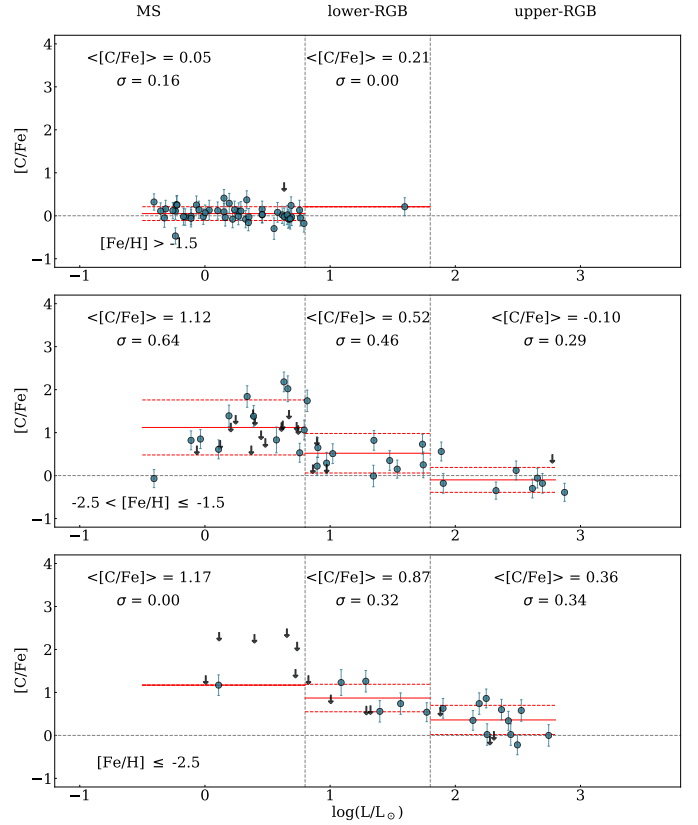 MS lower-RGB upper-RGB
<[C/Fe]> = 0.05 <[C/Fe]> = 0.21
σ = 0.16 σ = 0.00
4
3
2
1
0
−1
[C/Fe]
[Fe/H] > -1.5
−1 0 1 2 3
<[C/Fe]> = 1.12 <[C/Fe]> = 0.52 <[C/Fe]> = -0.10
σ = 0.64 σ = 0.46 σ = 0.29
4
3
2
1
0
−1
[C/Fe]
-2.5 < [Fe/H] ≤ -1.5
−1 0 1 2 3
<[C/Fe]> = 1.17 <[C/Fe]> = 0.87 <[C/Fe]> = 0.36
σ = 0.00 σ = 0.32 σ = 0.34
4
3
2
1
0
−1
[C/Fe]
[Fe/H] ≤ -2.5
−1 0 1 2 3
log(L/L☉)